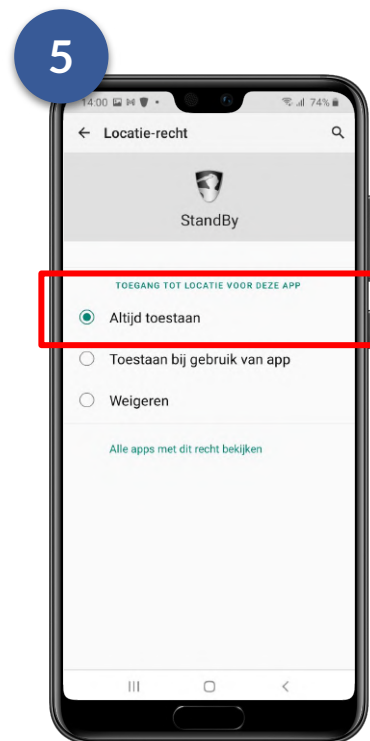 5
14:00 74%
Locatie-recht
StandBy
TOEGANG TOT LOCATIE VOOR DEZE APP
Altijd toestaan
Toestaan bij gebruik van app
Weigeren
Alle apps met dit recht bekijken